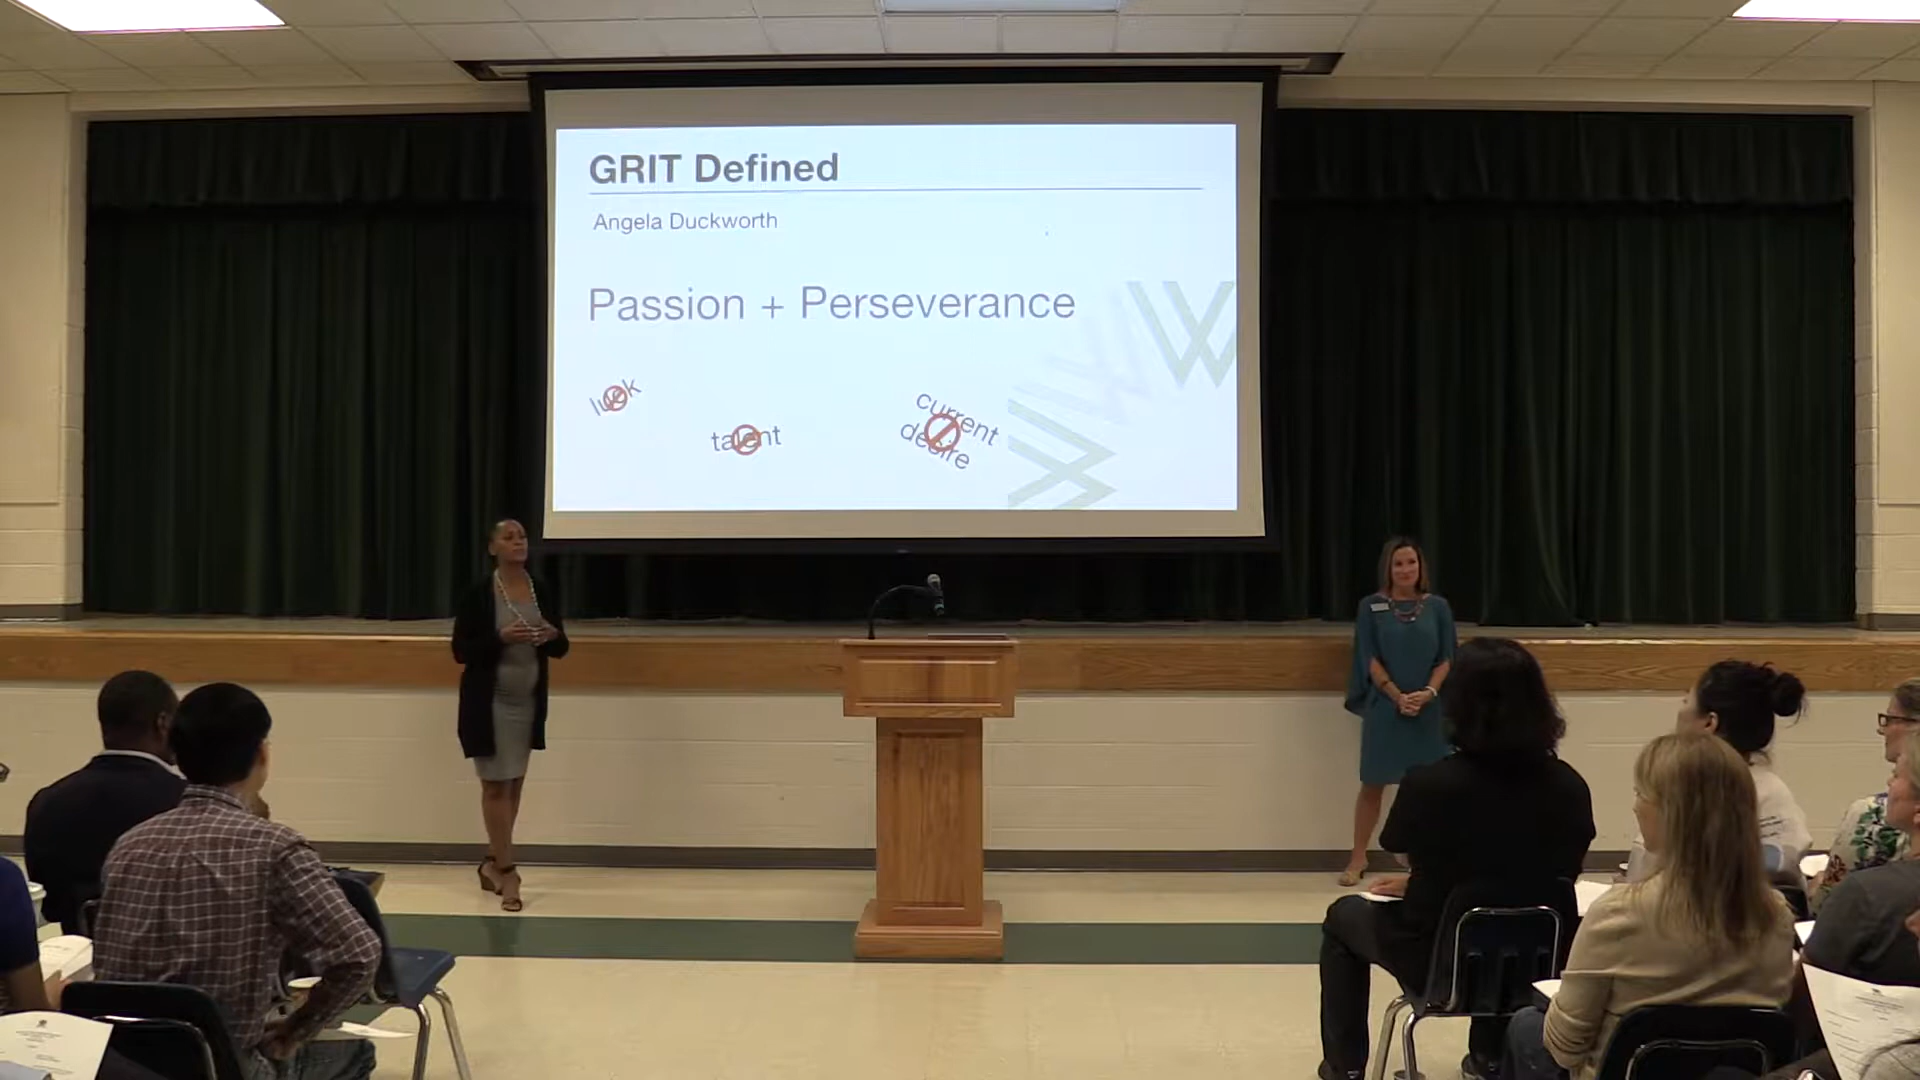 GRIT Defined
Angela Duckworth
Passion + Perseverance
luck
talent
current
desire